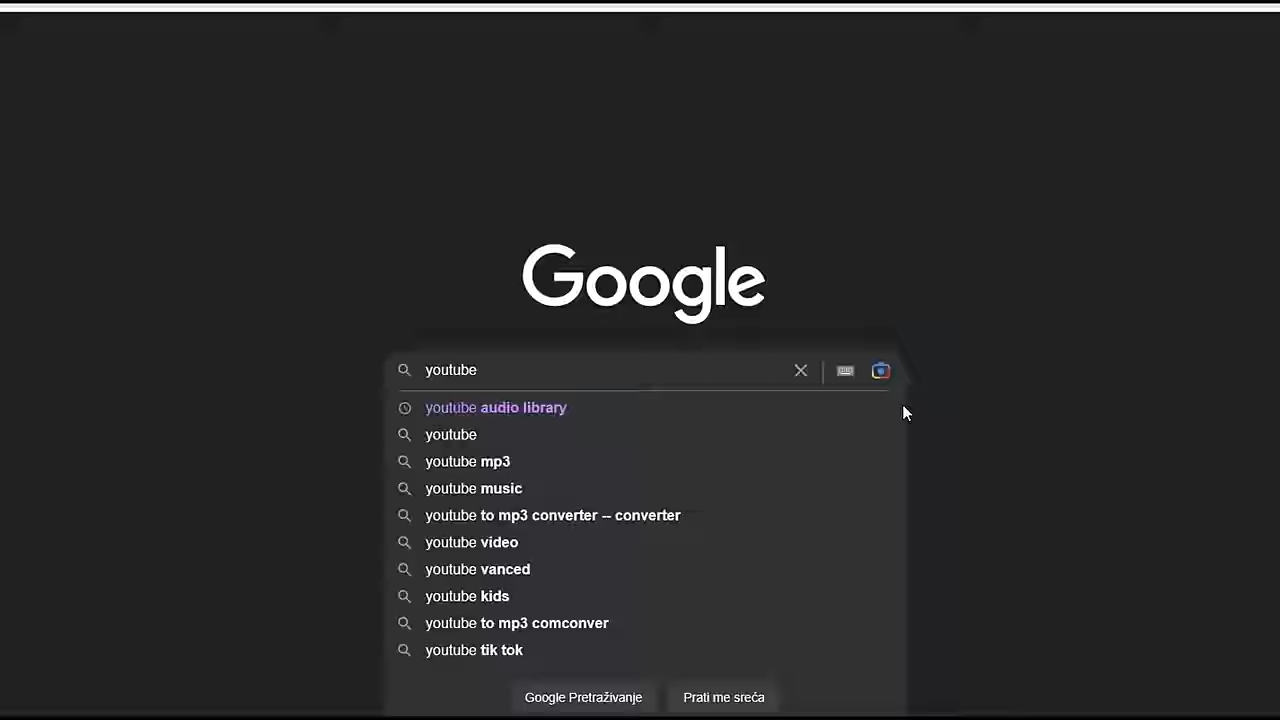 Google
youtube
youtube audio library
youtube
youtube mp3
youtube music
youtube to mp3 converter -- converter
youtube video
youtube vanced
youtube kids
youtube to mp3 comconver
youtube tik tok
Google Pretraživanje
Prati me sreća